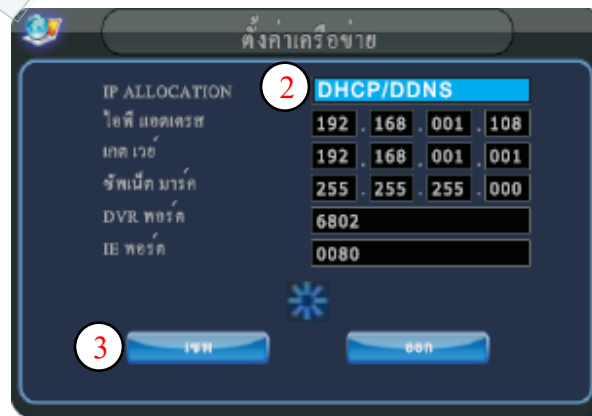 ตั้งค่าเครือข่าย
IP ALLOCATION 2 DHCP/DDNS
ไอพี แอดเดรส 192 . 168 . 001 . 108
เกต เวย์ 192 . 168 . 001 . 001
ซัพเน็ต มาร์ค 255 . 255 . 255 . 000
DVR พอร์ต 6802
IE พอร์ต 0080
3 เซฟ ออก